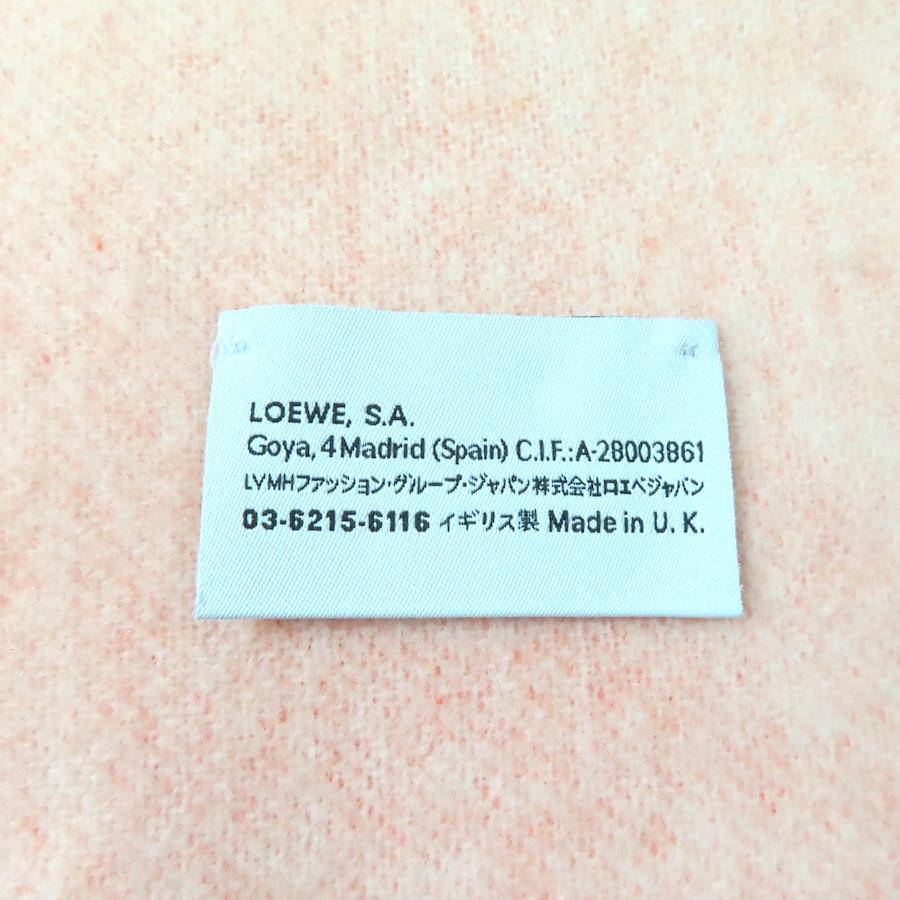 LOEWE, S.A.
Goya, 4 Madrid (Spain) C.I.F.:A-28003861
LVMHファッション・グループ・ジャパン株式会社ロエベジャパン
03-6215-6116 イギリス製 Made in U. K.